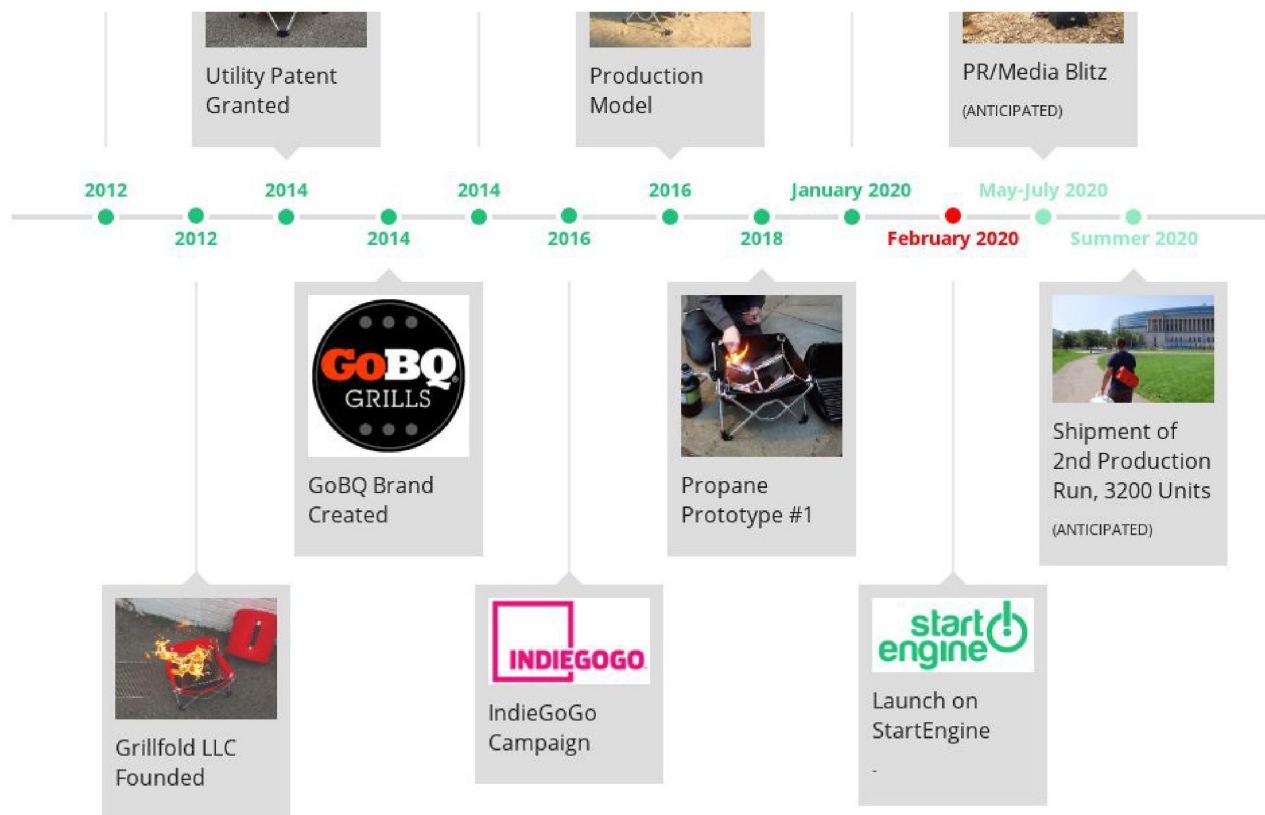 Utility Patent
Granted
Production
Model
PR/Media Blitz
(ANTICIPATED)
2012
2014
2014
2016
January 2020
May-July 2020
2012
2014
2016
2018
February 2020
Summer 2020
GoBQ®
GRILLS
GoBQ Brand
Created
Propane
Prototype #1
Shipment of
2nd Production
Run, 3200 Units
(ANTICIPATED)
Grillfold LLC
Founded
INDIEGOGO
IndieGoGo
Campaign
start
engine
Launch on
StartEngine
-